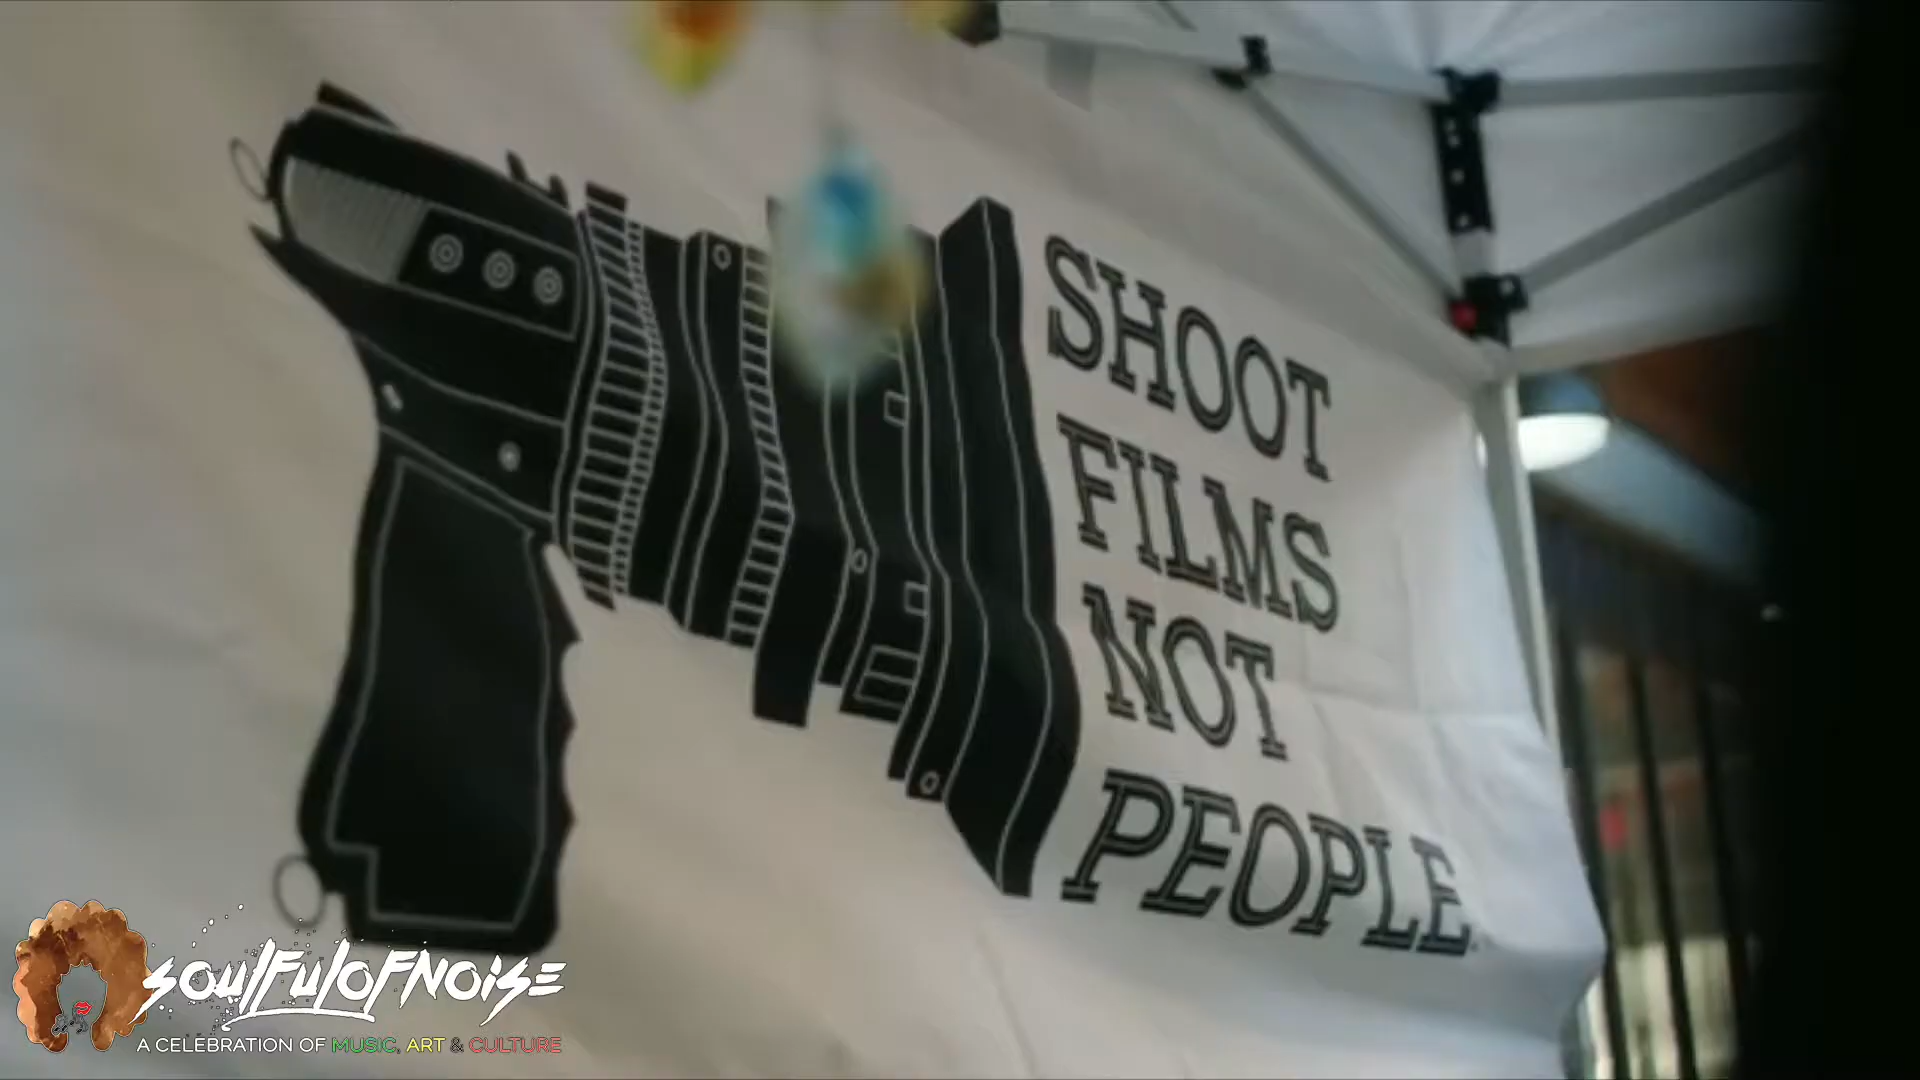 SHOOT
FILMS
NOT
PEOPLE
SOULFULOFNOISE
A CELEBRATION OF MUSIC, ART & CULTURE